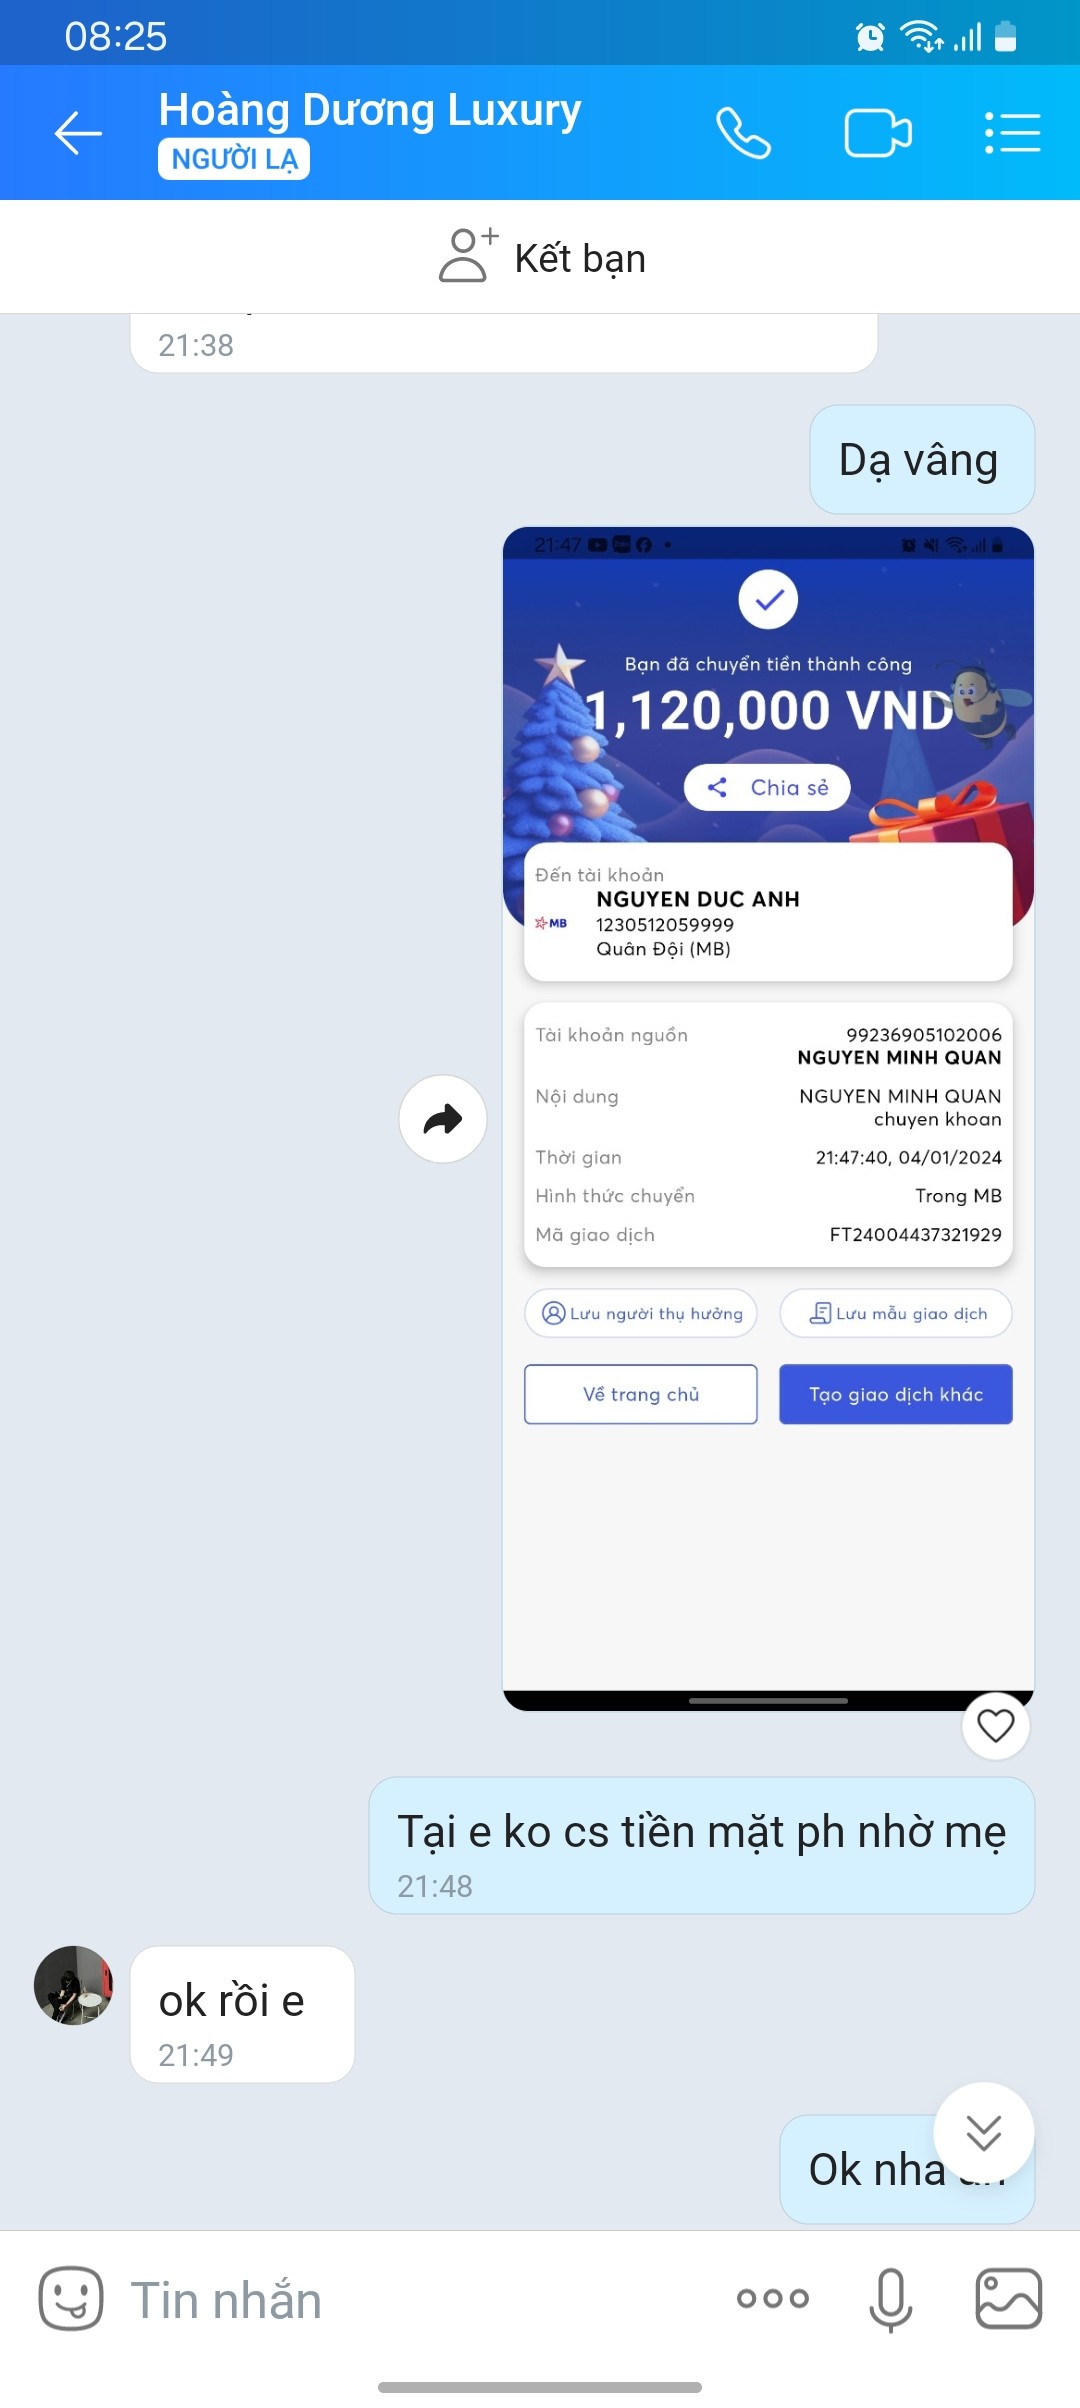 08:25
Hoàng Dương Luxury
NGƯỜI LẠ
Kết bạn
21:38
Dạ vâng
21:47
Bạn đã chuyển tiền thành công
1,120,000 VND
Chia sẻ
Đến tài khoản
NGUYEN DUC ANH
MB
1230512059999
Quân Đội (MB)
Tài khoản nguồn
99236905102006
NGUYEN MINH QUAN
Nội dung
NGUYEN MINH QUAN
chuyen khoan
Thời gian
21:47:40, 04/01/2024
Hình thức chuyển
Trong MB
Mã giao dịch
FT24004437321929
Lưu người thụ hưởng
Lưu mẫu giao dịch
Về trang chủ
Tạo giao dịch khác
Tại e ko cs tiền mặt ph nhờ mẹ
21:48
ok rồi e
21:49
Ok nha
Tin nhắn